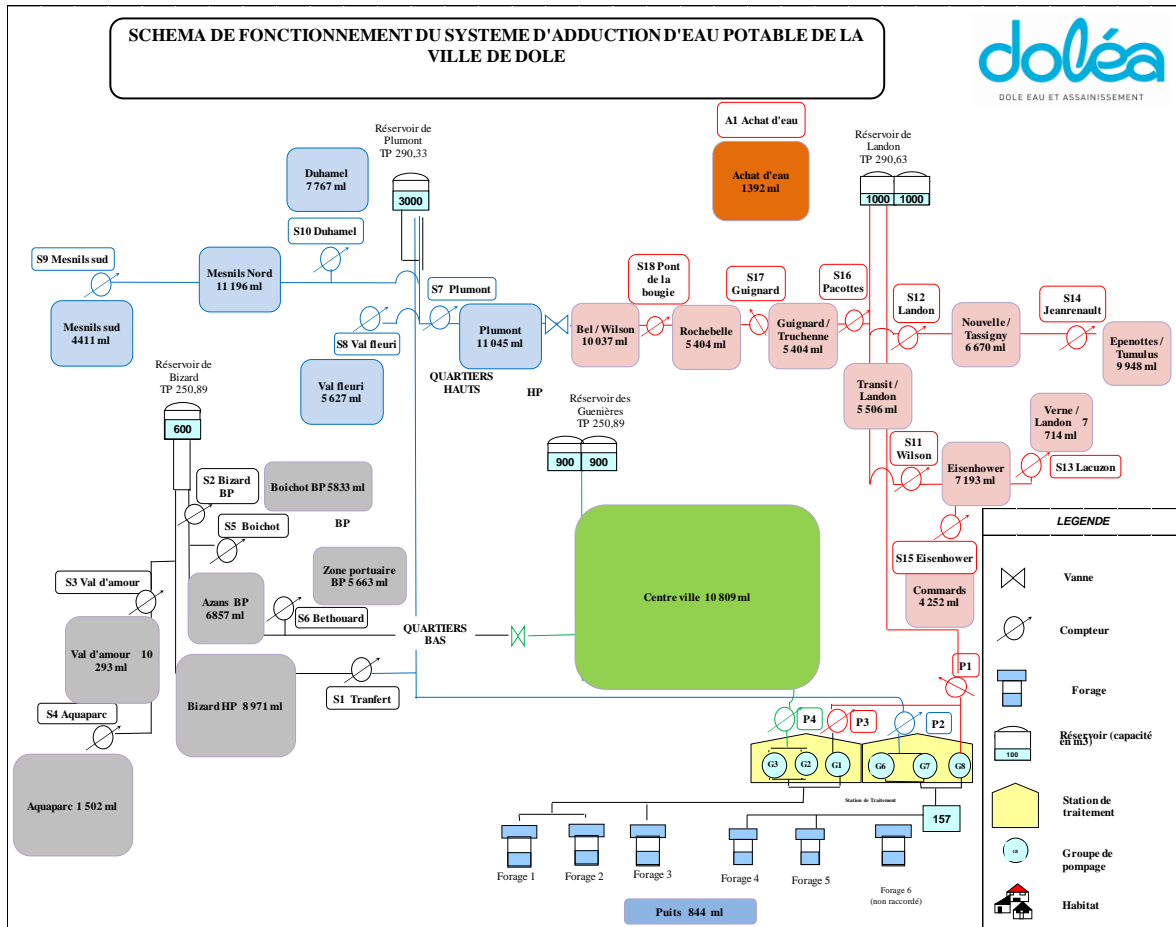 SCHEMA DE FONCTIONNEMENT DU SYSTEME D'ADDUCTION D'EAU POTABLE DE LA
VILLE DE DOLE
doléa
DOLE EAU ET ASSAINISSEMENT
A1 Achat d'eau
Achat d'eau
1392 ml
Réservoir de
Plumont
TP 290,33
3000
Réservoir de
Landon
TP 290,63
1000
1000
Duhamel
7 767 ml
S10 Duhamel
S9 Mesnils sud
Mesnils Nord
11 196 ml
Mesnils sud
4411 ml
S7 Plumont
S8 Val fleuri
Val fleuri
5 627 ml
Plumont
11 045 ml
QUARTIERS
HAUTS
HP
Bel / Wilson
10 037 ml
S18 Pont
de la
bougie
Rochebelle
5 404 ml
S17
Guignard
Guignard /
Truchenne
5 404 ml
S16
Pacottes
S12
Landon
Nouvelle /
Tassigny
6 670 ml
S14
Jeanrenault
Epenottes /
Tumulus
9 948 ml
Transit /
Landon
5 506 ml
Verne /
Landon 7
714 ml
S11
Wilson
Eisenhower
7 193 ml
S13 Lacuzon
S15 Eisenhower
Commards
4 252 ml
Réservoir de
Bizard
TP 250,89
600
Réservoir des
Guenières
TP 250,89
900
900
S2 Bizard
BP
Boichot BP 5833 ml
BP
S5 Boichot
S3 Val d'amour
Zone portuaire
BP 5 663 ml
Azans BP
6857 ml
S6 Bethouard
Val d'amour 10
293 ml
QUARTIERS
BAS
Centre ville 10 809 ml
Bizard HP 8 971 ml
S1 Tranfert
S4 Aquaparc
Aquaparc 1 502 ml
P1
P4
P3
P2
G3
G2
G1
G6
G7
G8
Station de Traitement
157
Forage 1
Forage 2
Forage 3
Forage 4
Forage 5
Forage 6
(non raccordé)
Puits 844 ml
LEGENDE
Vanne
Compteur
Forage
Réservoir (capacité
en m3)
100
Station de
traitement
Groupe de
pompage
Habitat